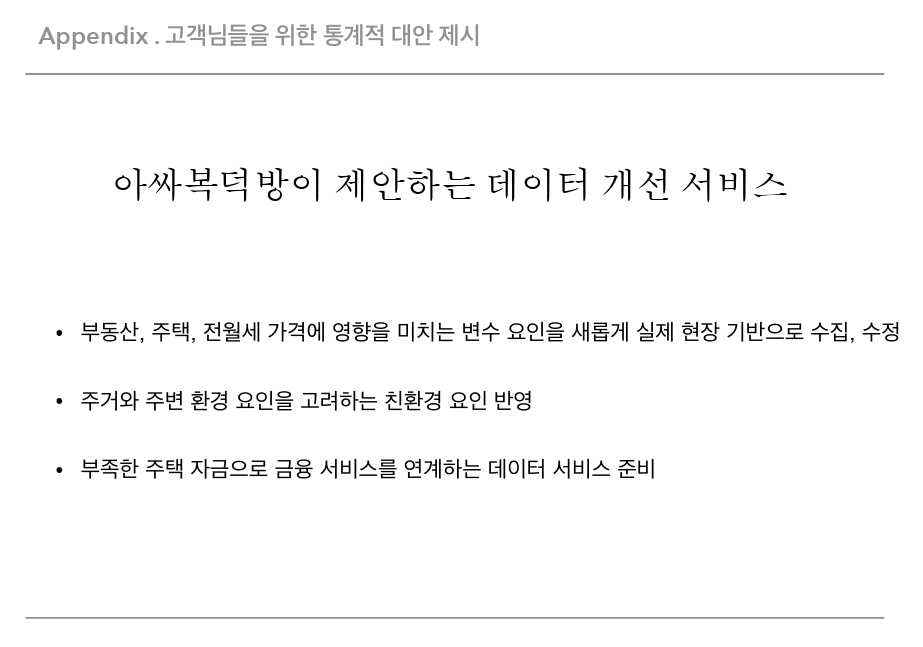 Appendix . 고객님들을 위한 통계적 대안 제시
아싸복덕방이 제안하는 데이터 개선 서비스
• 부동산, 주택, 전월세 가격에 영향을 미치는 변수 요인을 새롭게 실제 현장 기반으로 수집, 수정
• 주거와 주변 환경 요인을 고려하는 친환경 요인 반영
• 부족한 주택 자금으로 금융 서비스를 연계하는 데이터 서비스 준비